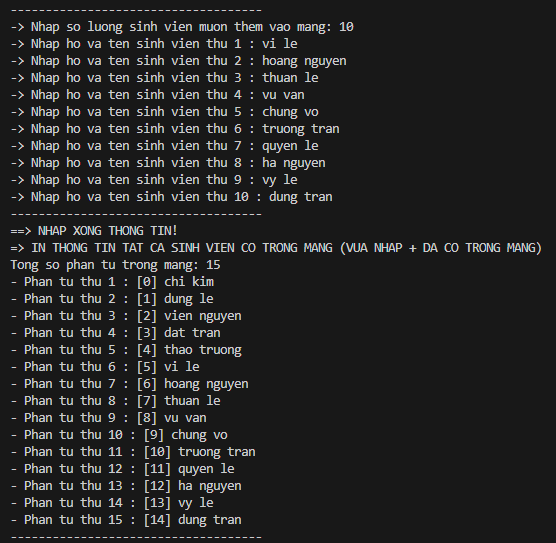 ------------------------------------
-> Nhap so luong sinh vien muon them vao mang: 10
-> Nhap ho va ten sinh vien thu 1 : vi le
-> Nhap ho va ten sinh vien thu 2 : hoang nguyen
-> Nhap ho va ten sinh vien thu 3 : thuan le
-> Nhap ho va ten sinh vien thu 4 : vu van
-> Nhap ho va ten sinh vien thu 5 : chung vo
-> Nhap ho va ten sinh vien thu 6 : truong tran
-> Nhap ho va ten sinh vien thu 7 : quyen le
-> Nhap ho va ten sinh vien thu 8 : ha nguyen
-> Nhap ho va ten sinh vien thu 9 : vy le
-> Nhap ho va ten sinh vien thu 10 : dung tran
------------------------------------
==> NHAP XONG THONG TIN!
=> IN THONG TIN TAT CA SINH VIEN CO TRONG MANG (VUA NHAP + DA CO TRONG MANG)
Tong so phan tu trong mang: 15
- Phan tu thu 1 : [0] chi kim
- Phan tu thu 2 : [1] dung le
- Phan tu thu 3 : [2] vien nguyen
- Phan tu thu 4 : [3] dat tran
- Phan tu thu 5 : [4] thao truong
- Phan tu thu 6 : [5] vi le
- Phan tu thu 7 : [6] hoang nguyen
- Phan tu thu 8 : [7] thuan le
- Phan tu thu 9 : [8] vu van
- Phan tu thu 10 : [9] chung vo
- Phan tu thu 11 : [10] truong tran
- Phan tu thu 12 : [11] quyen le
- Phan tu thu 13 : [12] ha nguyen
- Phan tu thu 14 : [13] vy le
- Phan tu thu 15 : [14] dung tran
------------------------------------